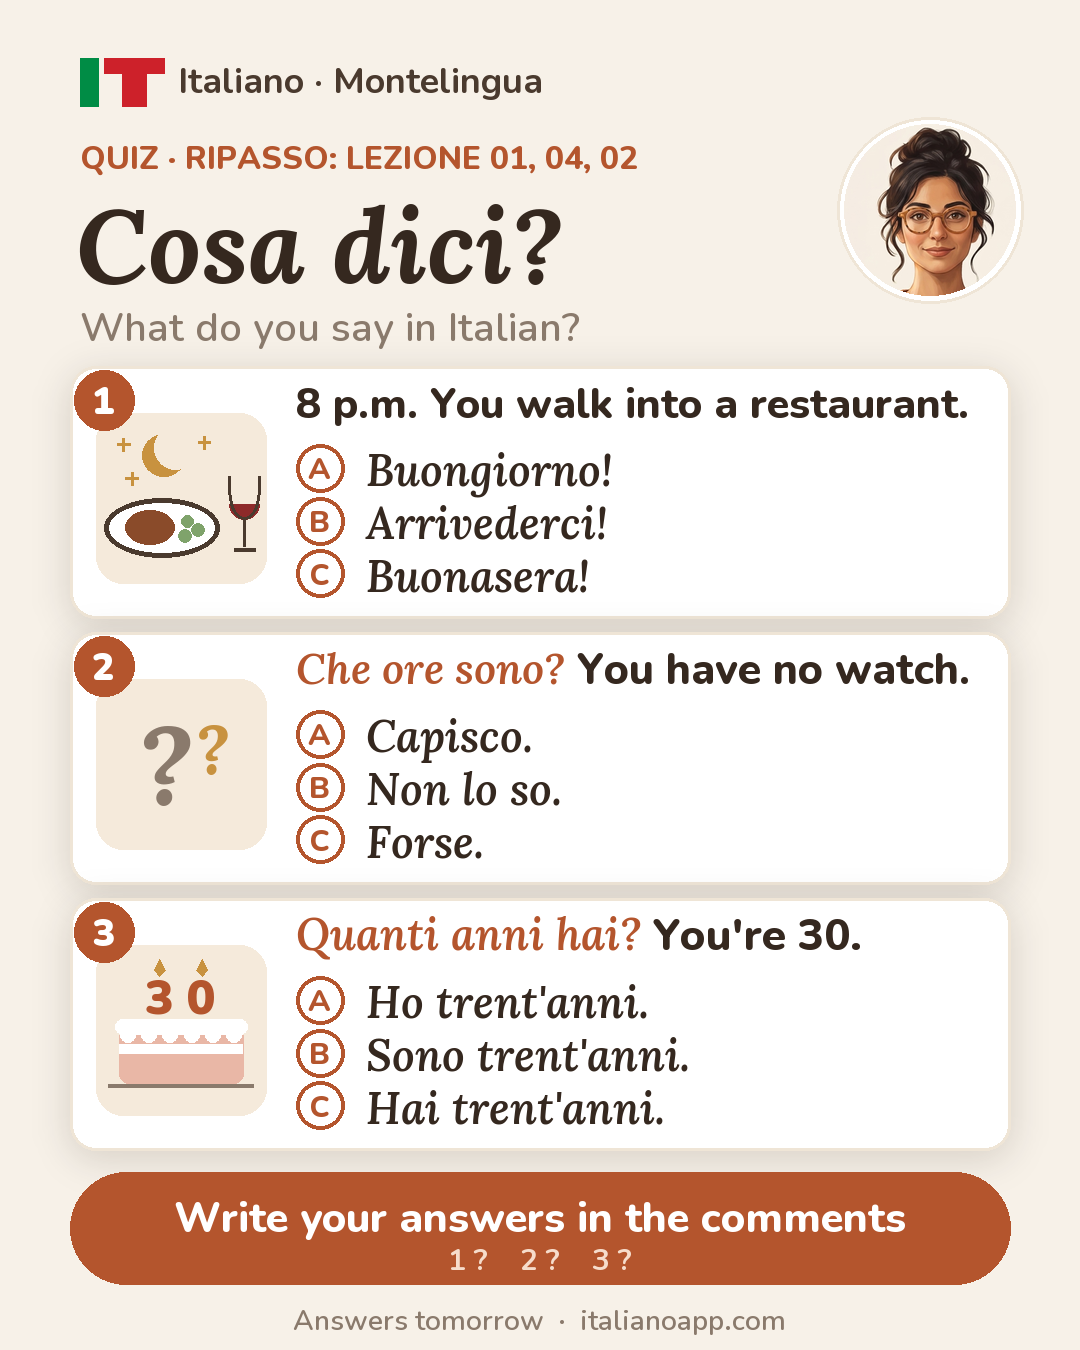 IT Italiano · Montelingua
QUIZ · RIPASSO: LEZIONE 01, 04, 02
Cosa dici?
What do you say in Italian?
1
8 p.m. You walk into a restaurant.
A Buongiorno!
B Arrivederci!
C Buonasera!
2
Che ore sono? You have no watch.
? ?
A Capisco.
B Non lo so.
C Forse.
3
Quanti anni hai? You're 30.
3 0
A Ho trent'anni.
B Sono trent'anni.
C Hai trent'anni.
Write your answers in the comments
1 ? 2 ? 3 ?
Answers tomorrow · italianoapp.com